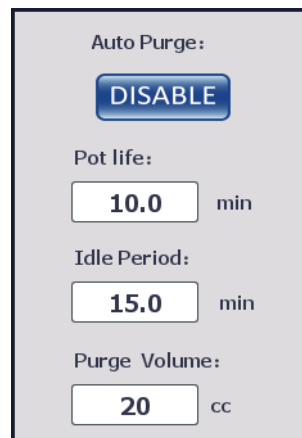 Auto Purge:
DISABLE
Pot life:
10.0 min
Idle Period:
15.0 min
Purge Volume:
20 cc